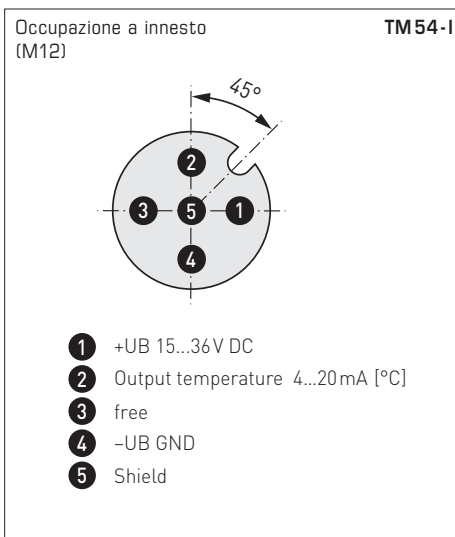 Occupazione a innesto TM54-I
(M12)
45°
2
3 5 1
4
1 +UB 15...36V DC
2 Output temperature 4...20mA [°C]
3 free
4 –UB GND
5 Shield